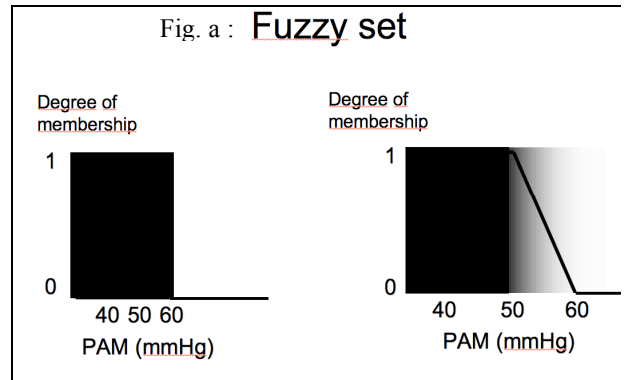 Fig. a : Fuzzy set
Degree of
membership
1
0
40 50 60
PAM (mmHg)
Degree of
membership
1
0
40 50 60
PAM (mmHg)